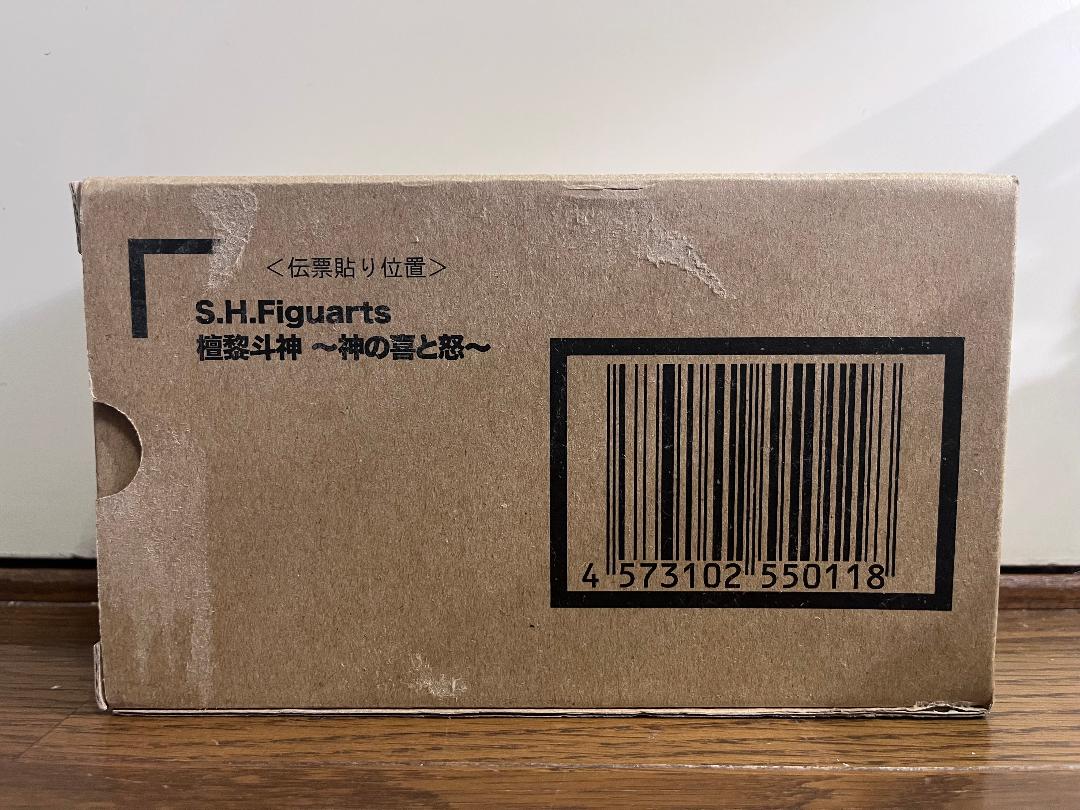 ＜伝票貼り位置＞
S.H.Figuarts
檀黎斗神 ～神の喜と怒～
4 573102 550118